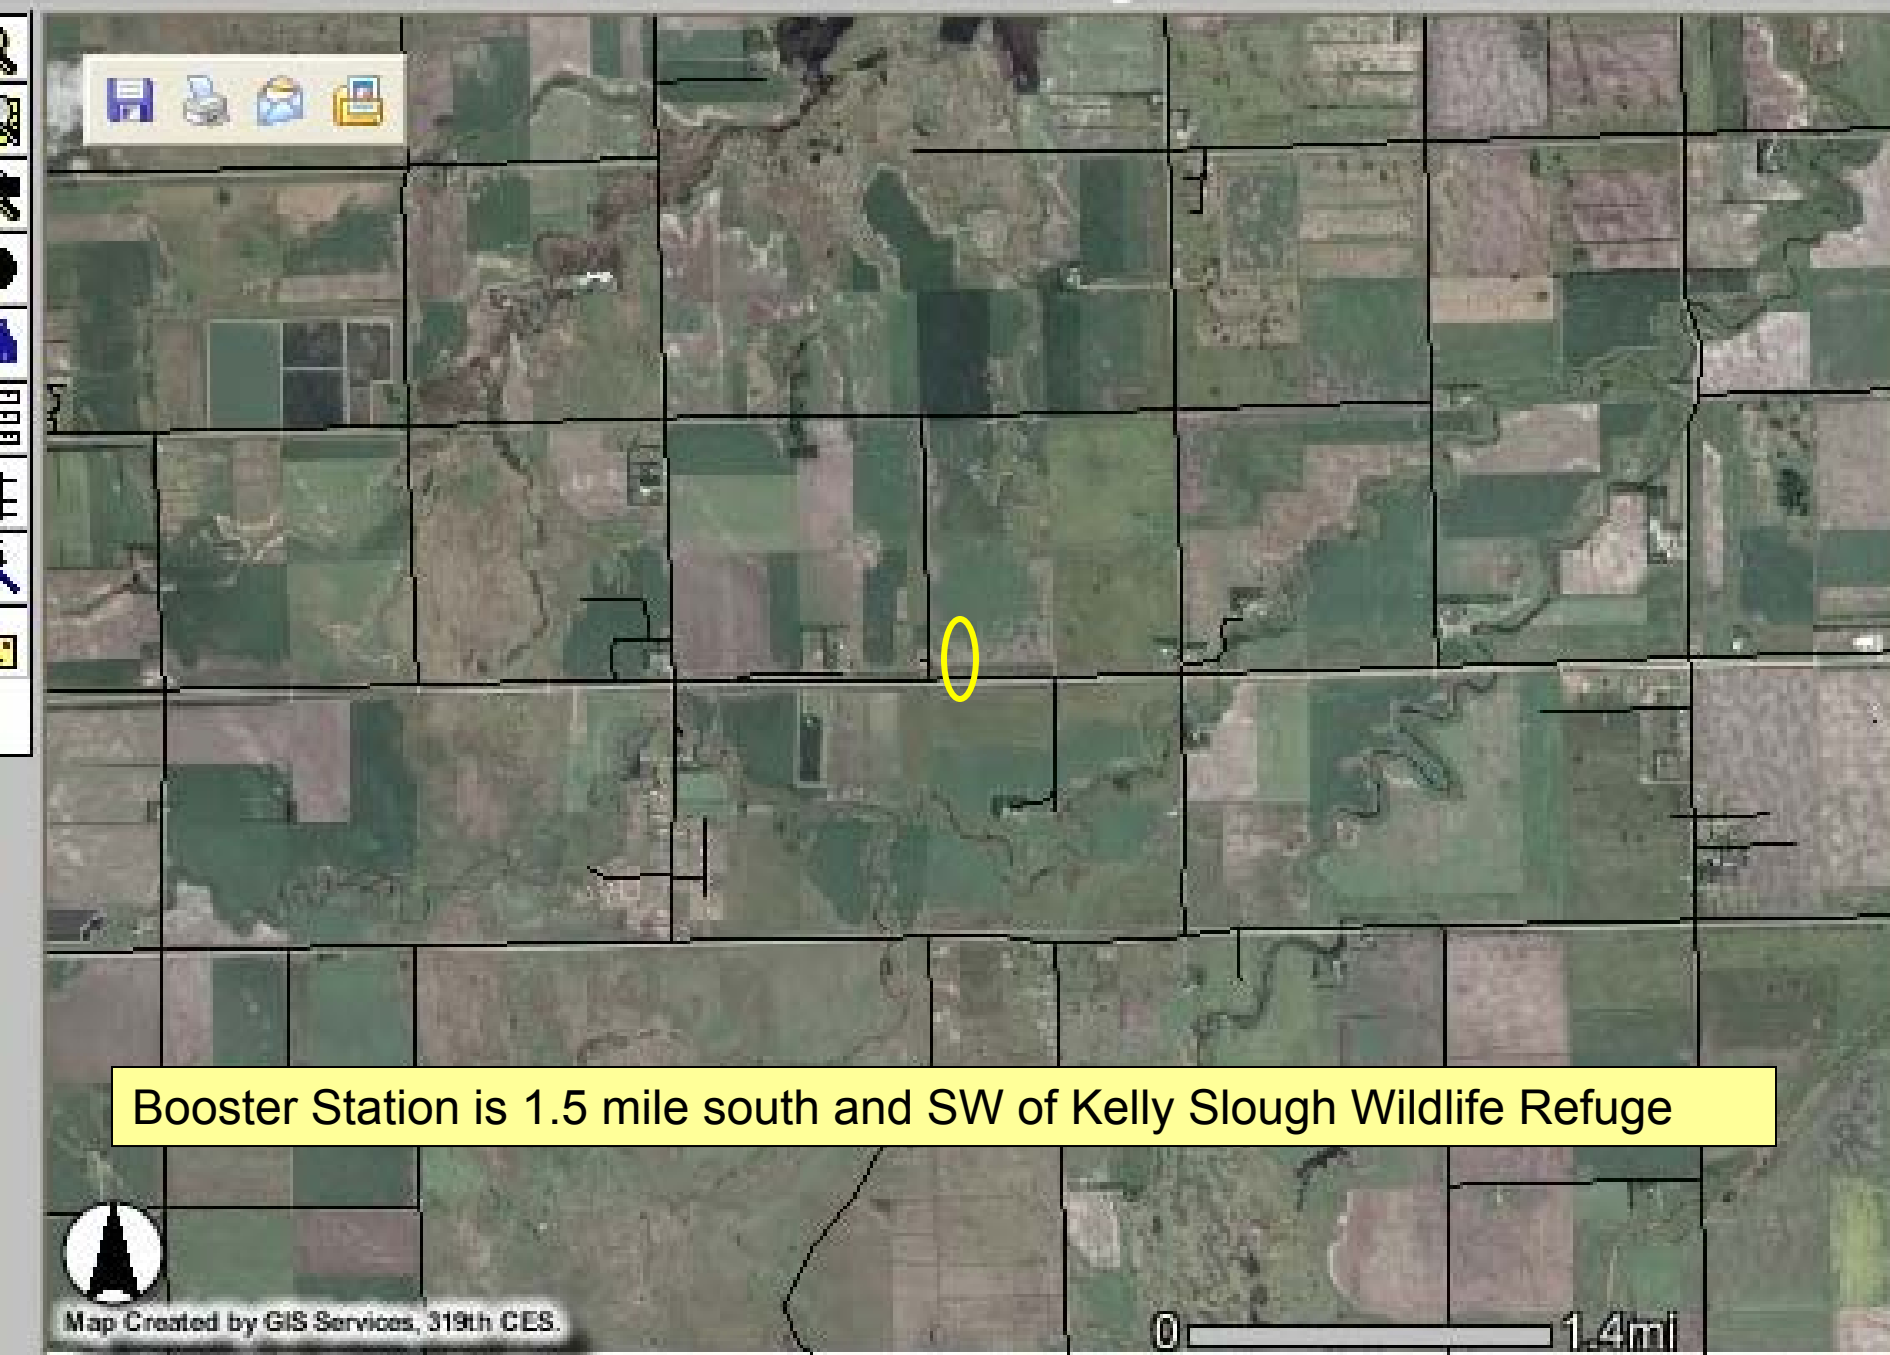 Booster Station is 1.5 mile south and SW of Kelly Slough Wildlife Refuge
Map Created by GIS Services, 319th CES.
0 1.4mi